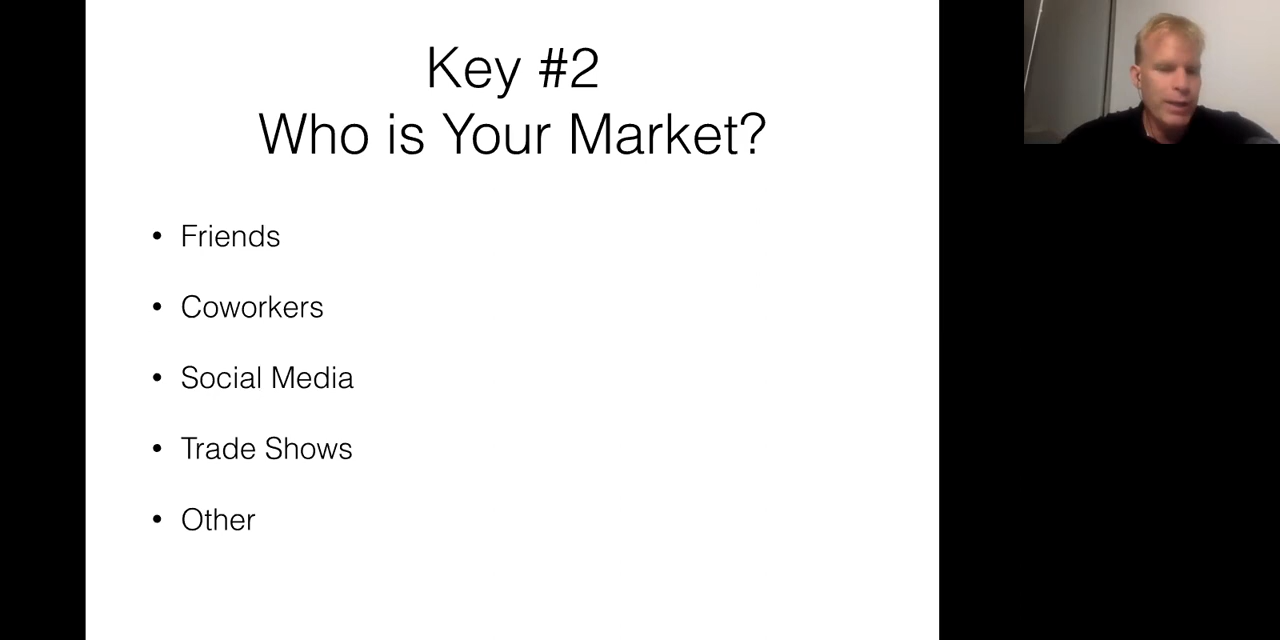 Key #2
Who is Your Market?
• Friends
• Coworkers
• Social Media
• Trade Shows
• Other